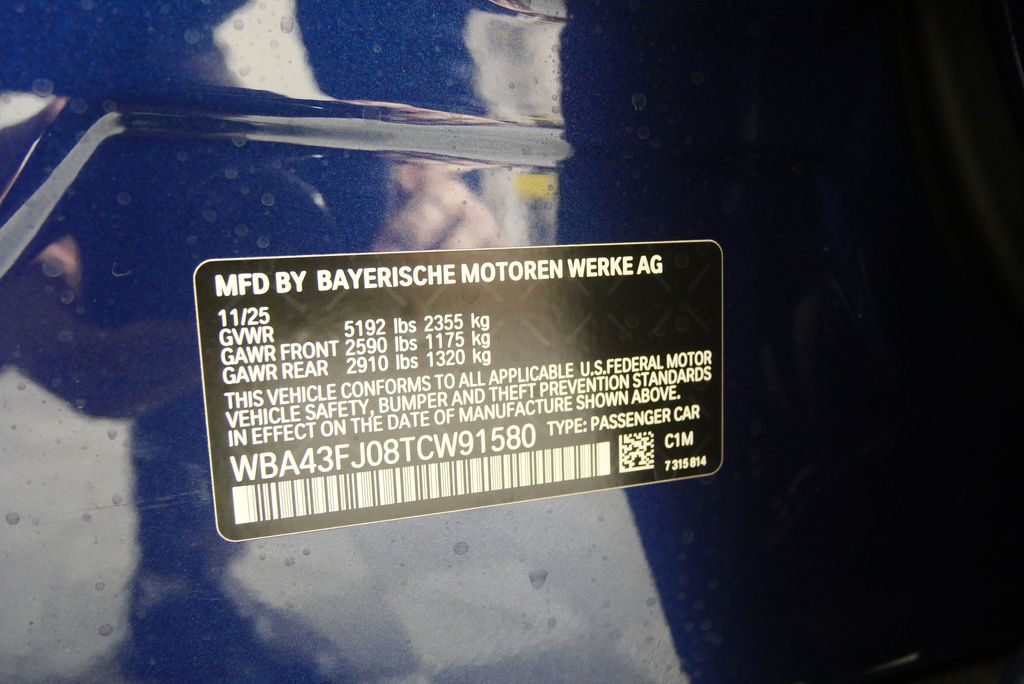 MFD BY BAYERISCHE MOTOREN WERKE AG
11/25
GVWR 5192 lbs 2355 kg
GAWR FRONT 2590 lbs 1175 kg
GAWR REAR 2910 lbs 1320 kg
THIS VEHICLE CONFORMS TO ALL APPLICABLE U.S.FEDERAL MOTOR
VEHICLE SAFETY, BUMPER AND THEFT PREVENTION STANDARDS
IN EFFECT ON THE DATE OF MANUFACTURE SHOWN ABOVE.
WBA43FJ08TCW91580 TYPE: PASSENGER CAR
C1M
7 315 814